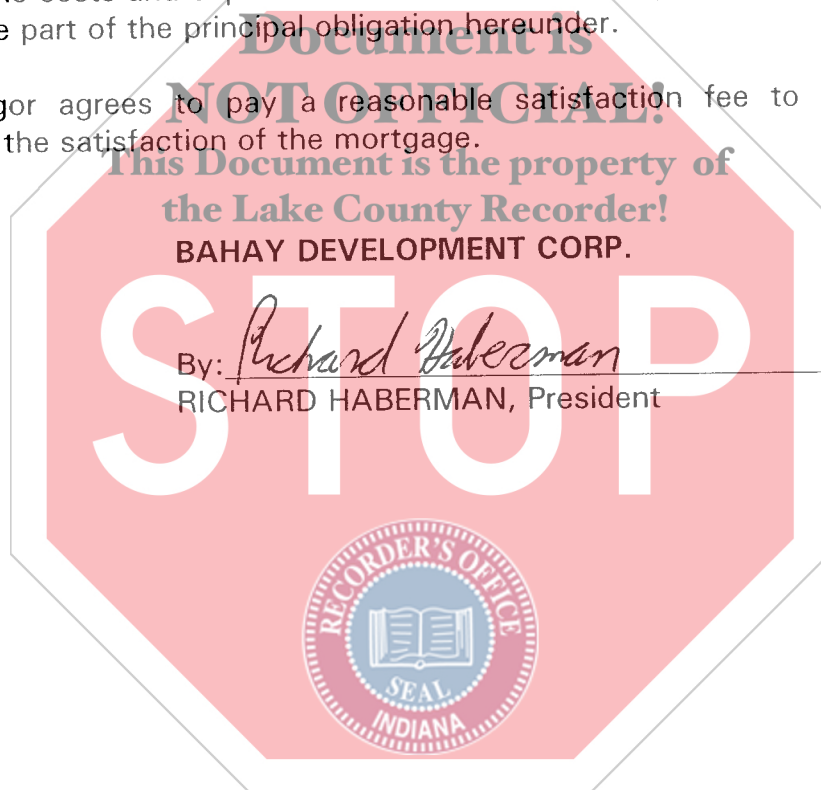 costs and
part of the principal obligation hereunder.
Document is
NOT OFFICIAL!
gor agrees to pay a reasonable satisfaction fee to
the satisfaction of the mortgage.
This Document is the property of
the Lake County Recorder!
BAHAY DEVELOPMENT CORP.
STOP
By: Richard Haberman
RICHARD HABERMAN, President
RECORDER'S OFFICE
SEAL
INDIANA